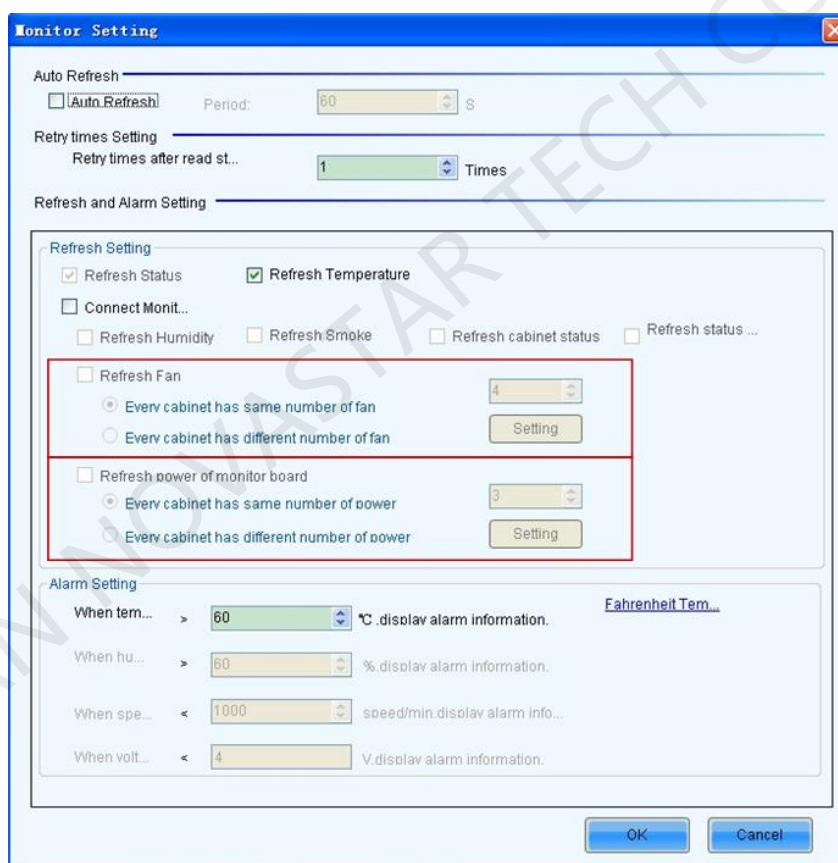 Monitor Setting
Auto Refresh
Auto Refresh Period: 60 S
Retry times Setting
Retry times after read st... 1 Times
Refresh and Alarm Setting
Refresh Setting
Refresh Status Refresh Temperature
Connect Monit...
Refresh Humidity Refresh Smoke Refresh cabinet status Refresh status ...
Refresh Fan 4
Every cabinet has same number of fan
Every cabinet has different number of fan Setting
Refresh power of monitor board
Every cabinet has same number of power 3
Every cabinet has different number of power Setting
Alarm Setting
When tem... > 60 °C .display alarm information. Fahrenheit Tem...
When hu... > 60 %.display alarm information.
When spe... < 1000 speed/min.display alarm info...
When volt... < 4 V.display alarm information.
OK Cancel
N NOVASTAR TECH CO